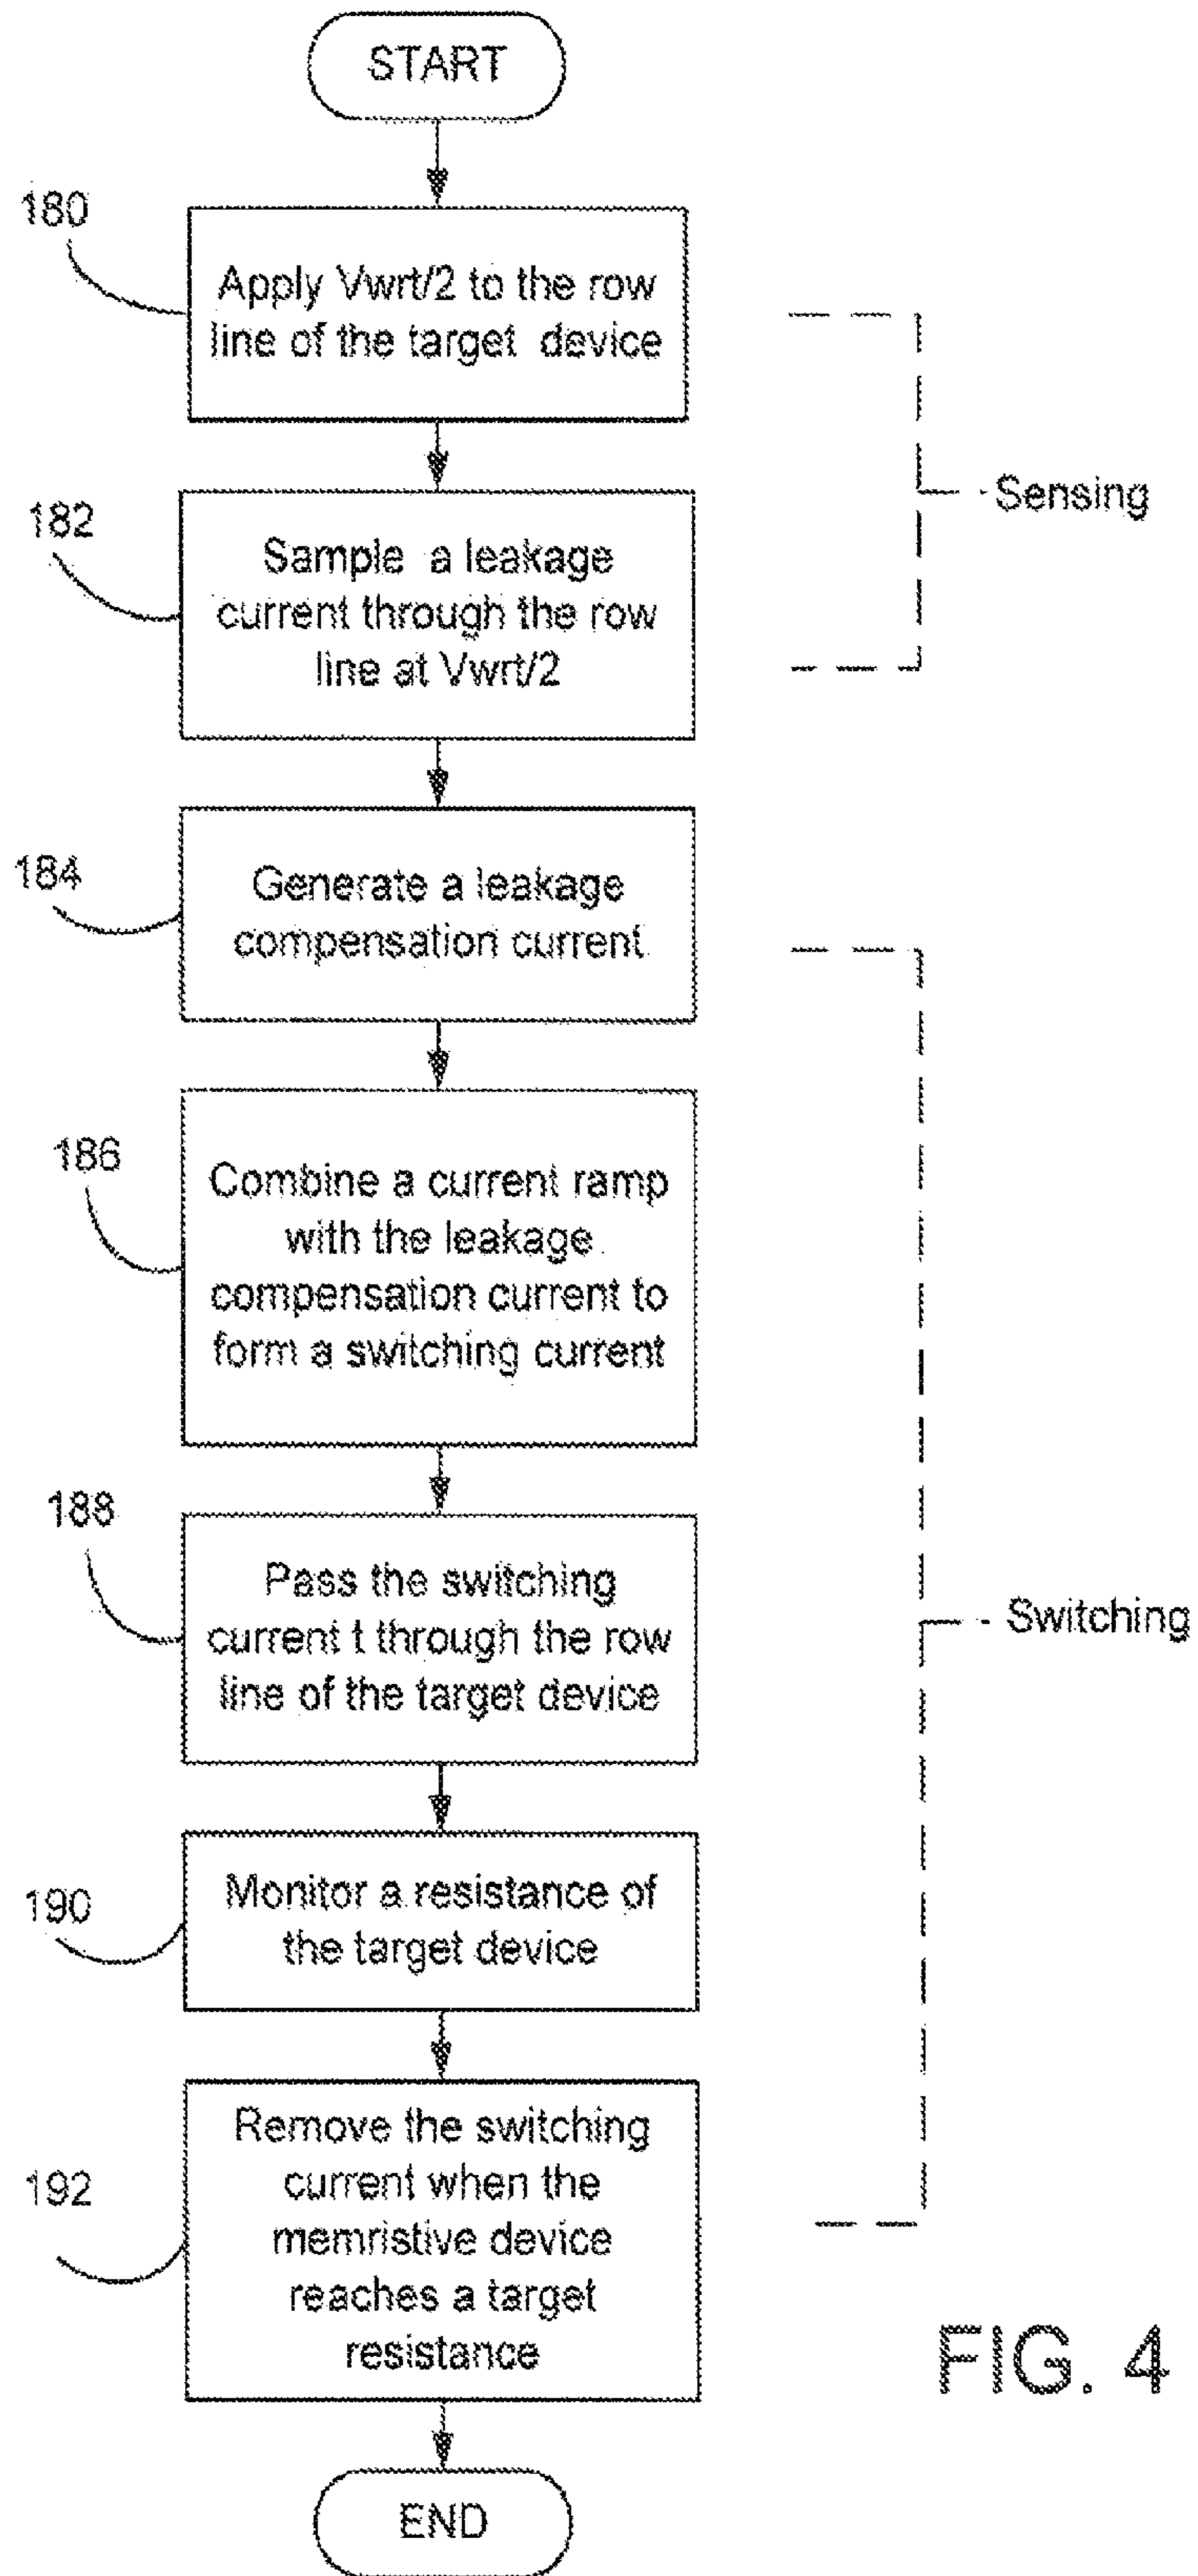 START
180
Apply Vwrt/2 to the row
line of the target device
182
Sample a leakage
current through the row
line at Vwrt/2
Sensing
184
Generate a leakage
compensation current
186
Combine a current ramp
with the leakage
compensation current to
form a switching current
188
Pass the switching
current t through the row
line of the target device
Switching
190
Monitor a resistance of
the target device
192
Remove the switching
current when the
memristive device
reaches a target
resistance
FIG. 4
END